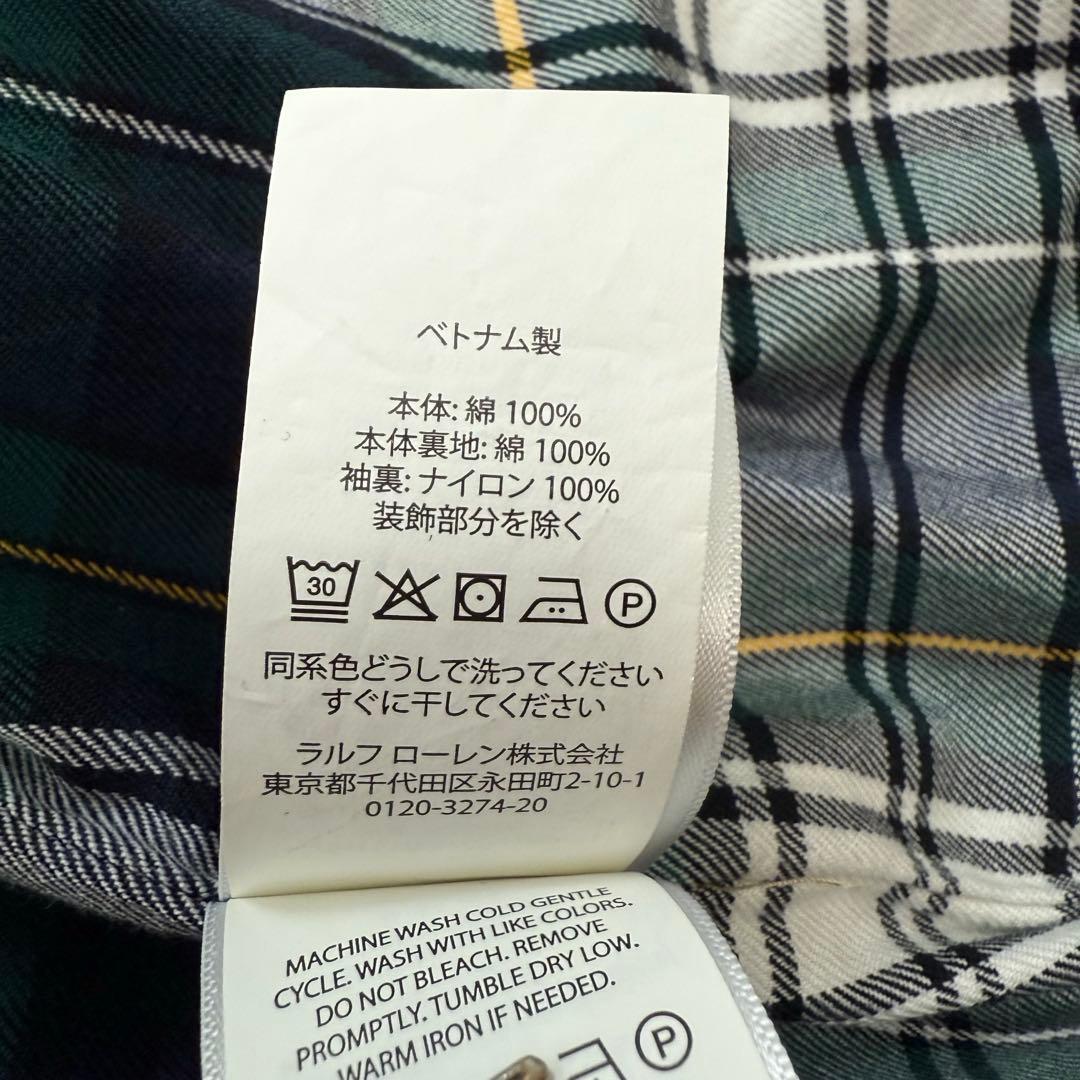 ベトナム製
本体: 綿 100%
本体裏地: 綿 100%
袖裏: ナイロン 100%
装飾部分を除く
30
P
同系色どうしで洗ってください
すぐに干してください
ラルフ ローレン株式会社
東京都千代田区永田町2-10-1
0120-3274-20
MACHINE WASH COLD GENTLE
CYCLE. WASH WITH LIKE COLORS.
DO NOT BLEACH. REMOVE
PROMPTLY. TUMBLE DRY LOW.
WARM IRON IF NEEDED.
P